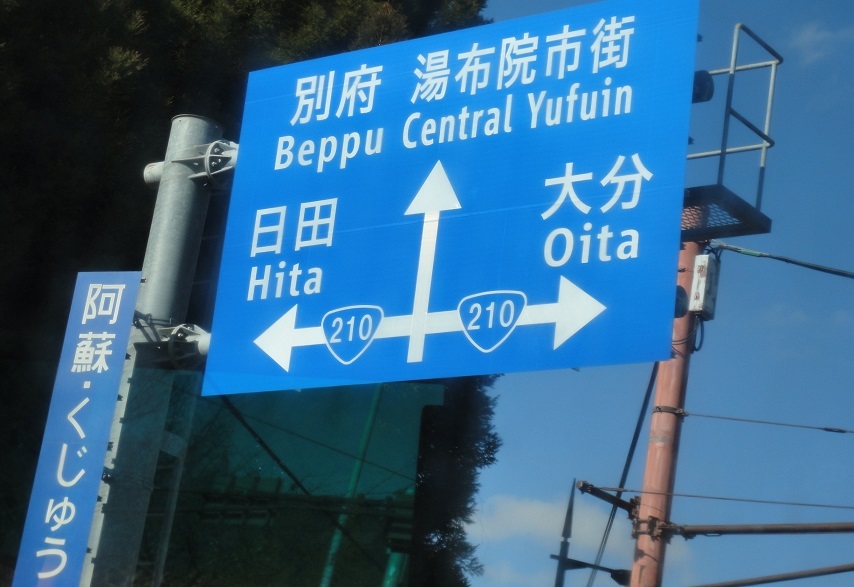 別府 湯布院市街
Beppu Central Yufuin
日田
Hita
大分
Oita
210
210
阿蘇・くじゅう